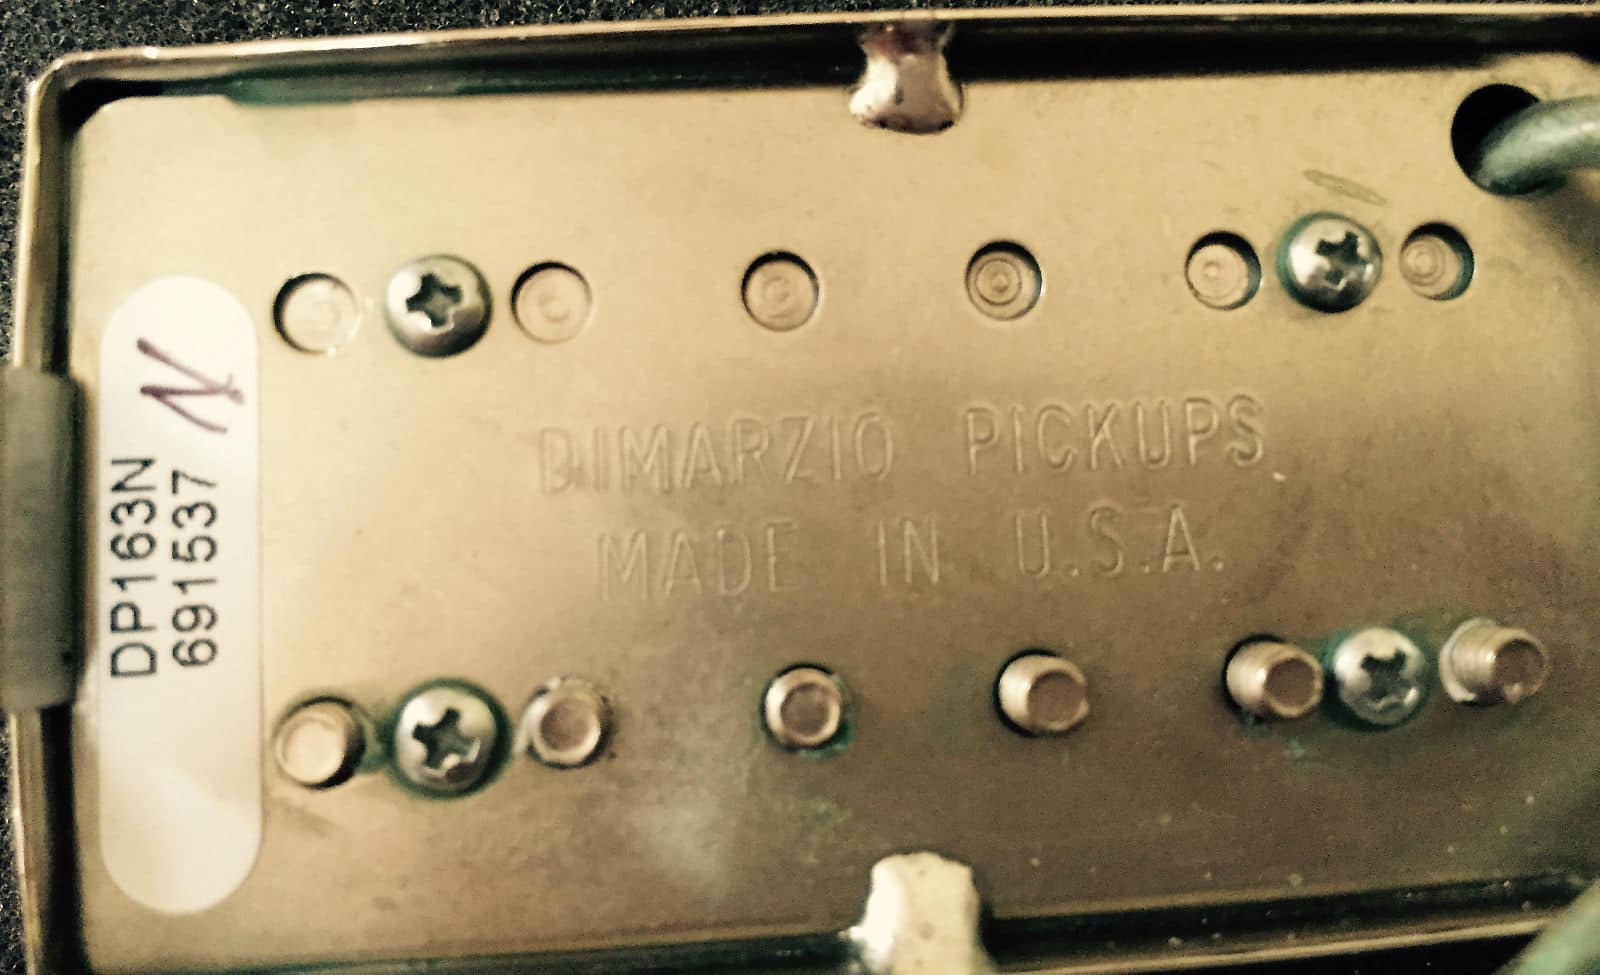 N
DP163N
691537
DIMARZIO PICKUPS
MADE IN U.S.A.